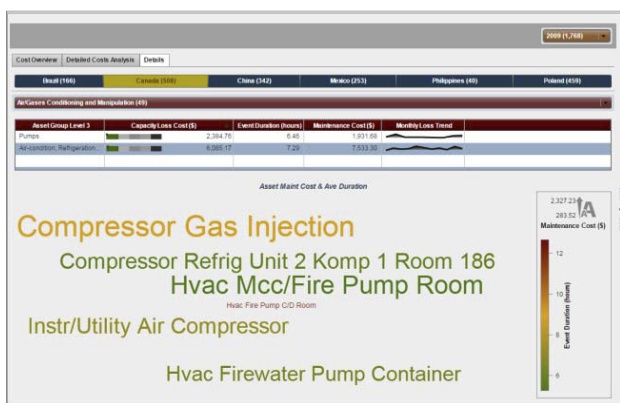 2009 (1,768)
Cost Overview Detailed Costs Analysis Details
Brazil (166) Canada (508) China (342) Mexico (253) Philippines (40) Poland (459)
Air/Gases Conditioning and Manipulation (49)
Asset Group Level 3 Capacity Loss Cost ($) Event Duration (hours) Maintenance Cost ($) Monthly Loss Trend
Pumps 2,384.76 6.46 1,931.68
Air-condition, Refrigeration... 6,065.17 7.29 7,533.30
Asset Maint Cost & Ave Duration
2,327.23
283.52 A
Maintenance Cost ($)
Compressor Gas Injection
Compressor Refrig Unit 2 Komp 1 Room 186
Hvac Mcc/Fire Pump Room
Hvac Fire Pump C/D Room
Instr/Utility Air Compressor
Hvac Firewater Pump Container
12
10
8
6
Event Duration (hours)